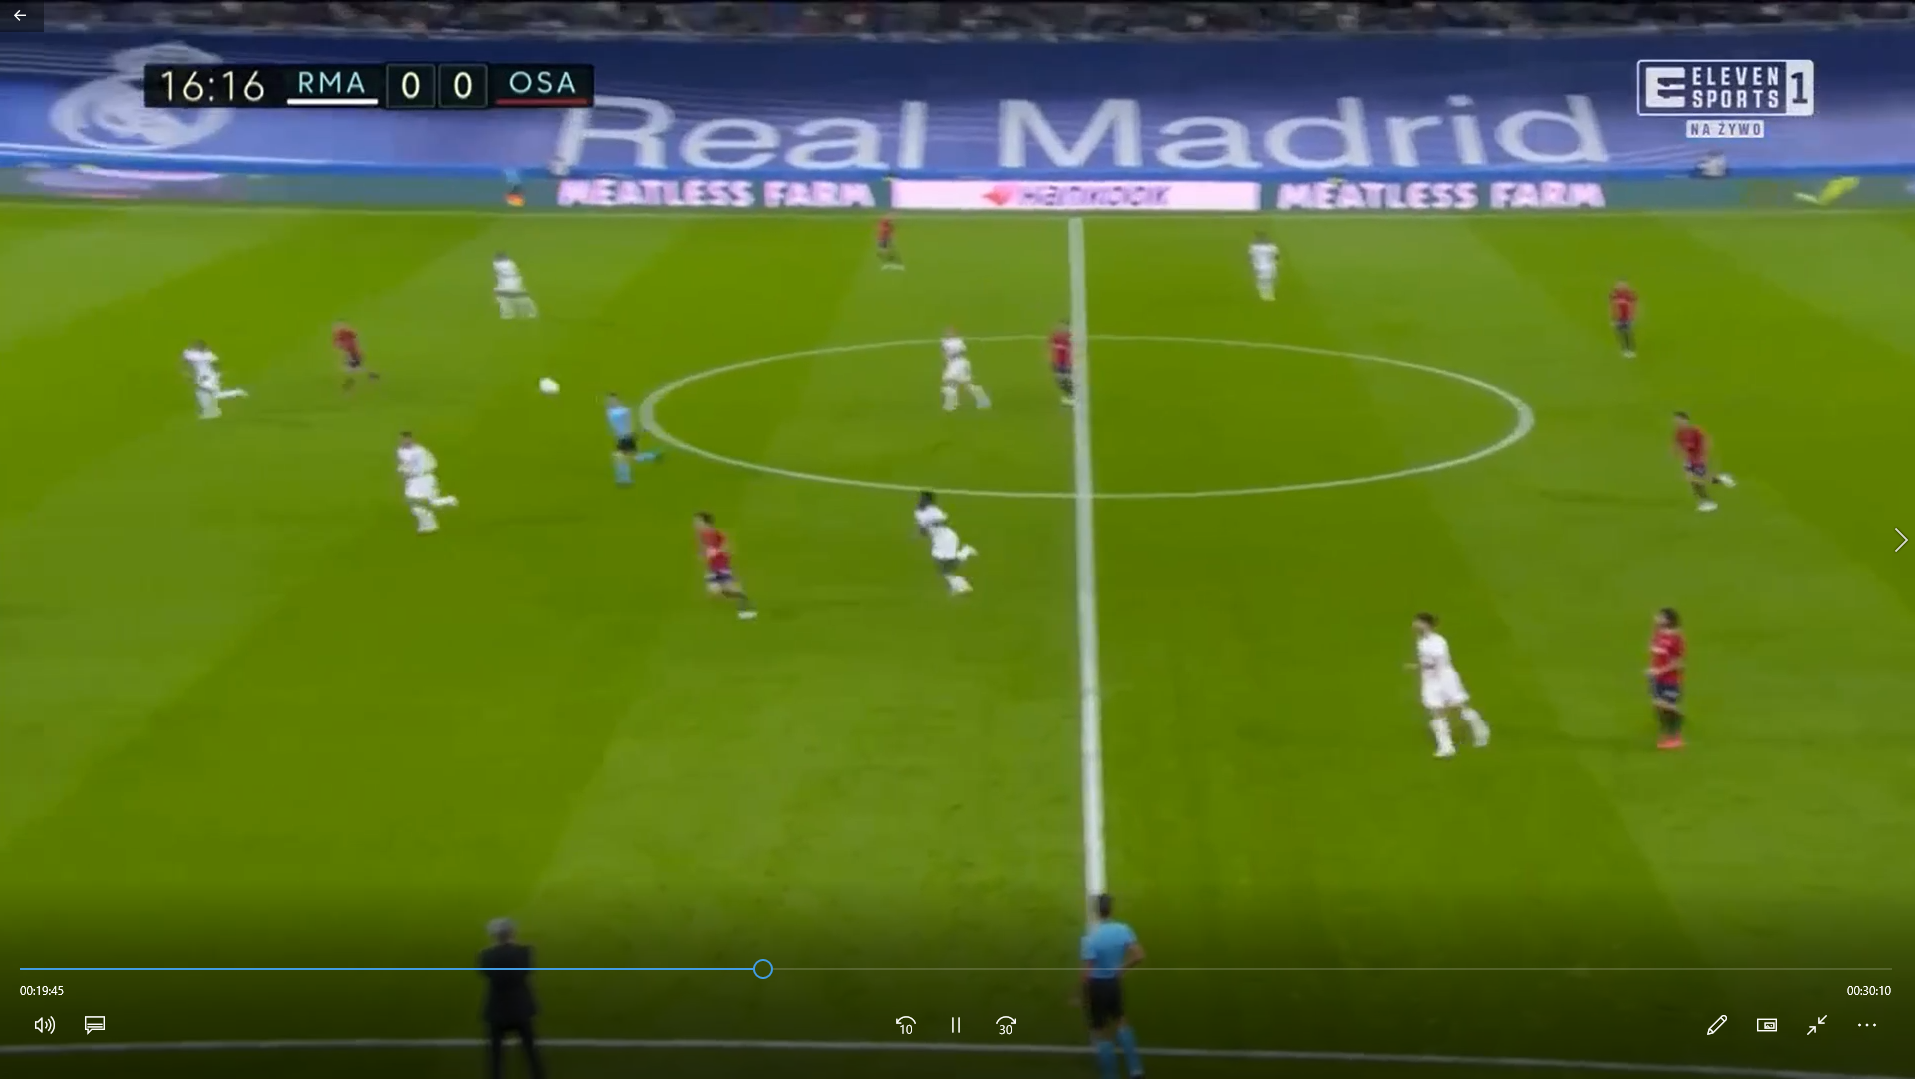 16:16 RMA 0 0 OSA
ELEVEN
SPORTS 1
NA ŻYWO
Real Madrid
MEATLESS FARM HANKOOK MEATLESS FARM
00:19:45
00:30:10
10
30